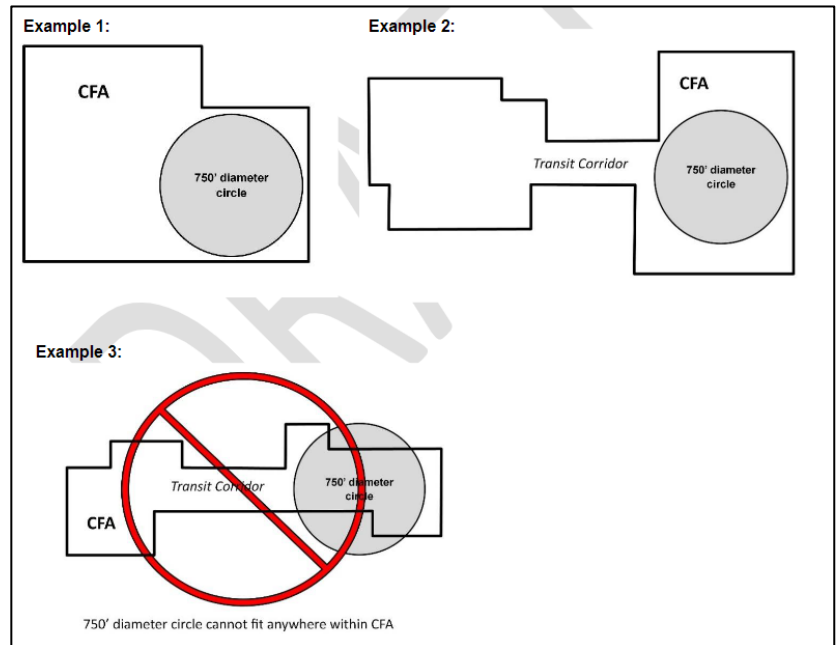 Example 1:
Example 2:
CFA
750' diameter
circle
CFA
Transit Corridor
750' diameter
circle
Example 3:
Transit Corridor
750' diameter
circle
CFA
750' diameter circle cannot fit anywhere within CFA